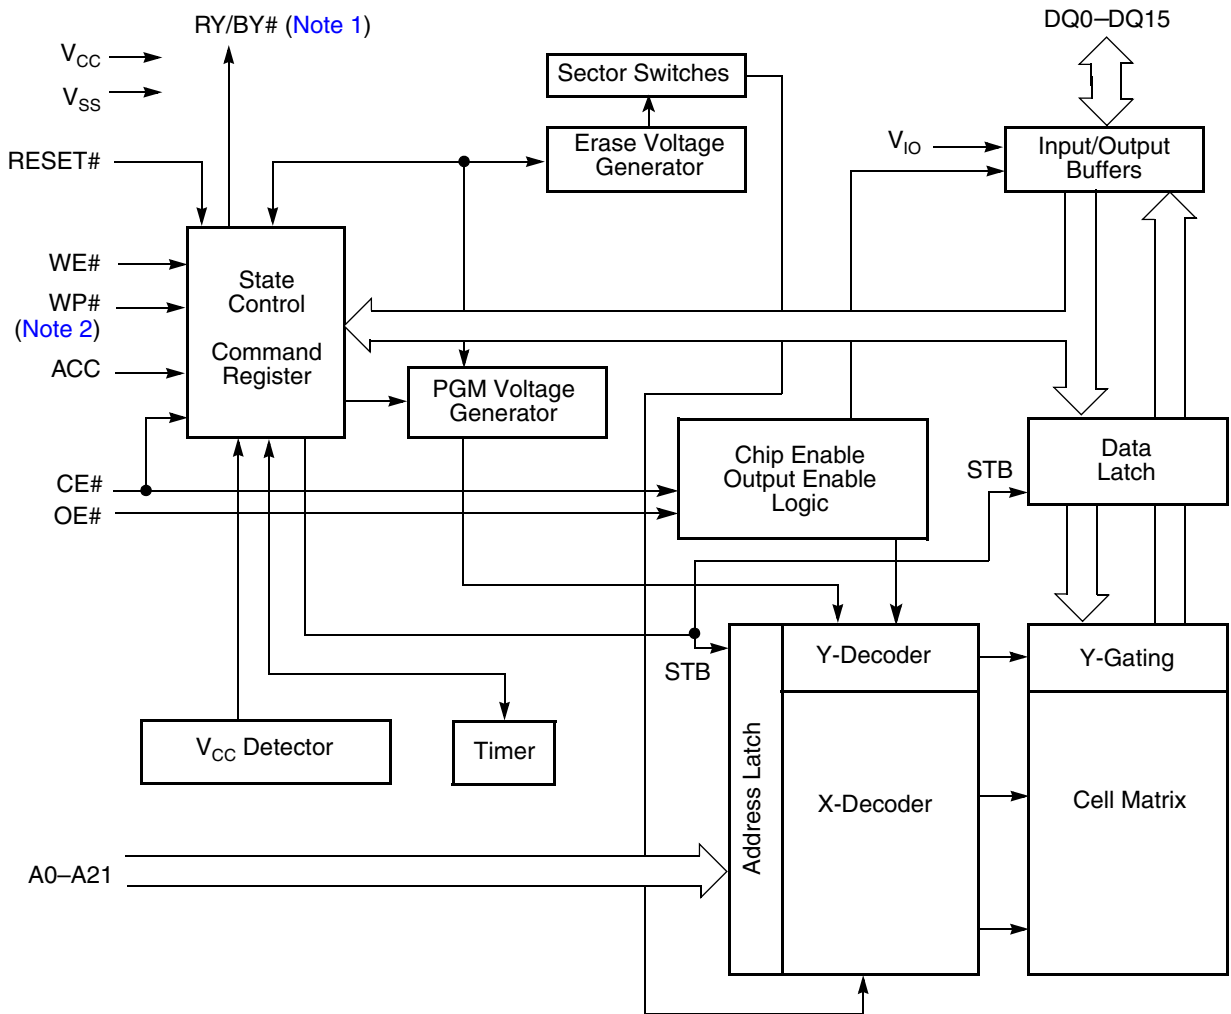 RY/BY# (Note 1)
DQ0–DQ15
VCC
VSS
Sector Switches
Erase Voltage
Generator
VIO
Input/Output
Buffers
RESET#
WE#
WP#
(Note 2)
ACC
State
Control
Command
Register
PGM Voltage
Generator
CE#
OE#
Chip Enable
Output Enable
Logic
STB
Data
Latch
STB
Y-Decoder
Y-Gating
VCC Detector
Timer
Address Latch
X-Decoder
Cell Matrix
A0–A21